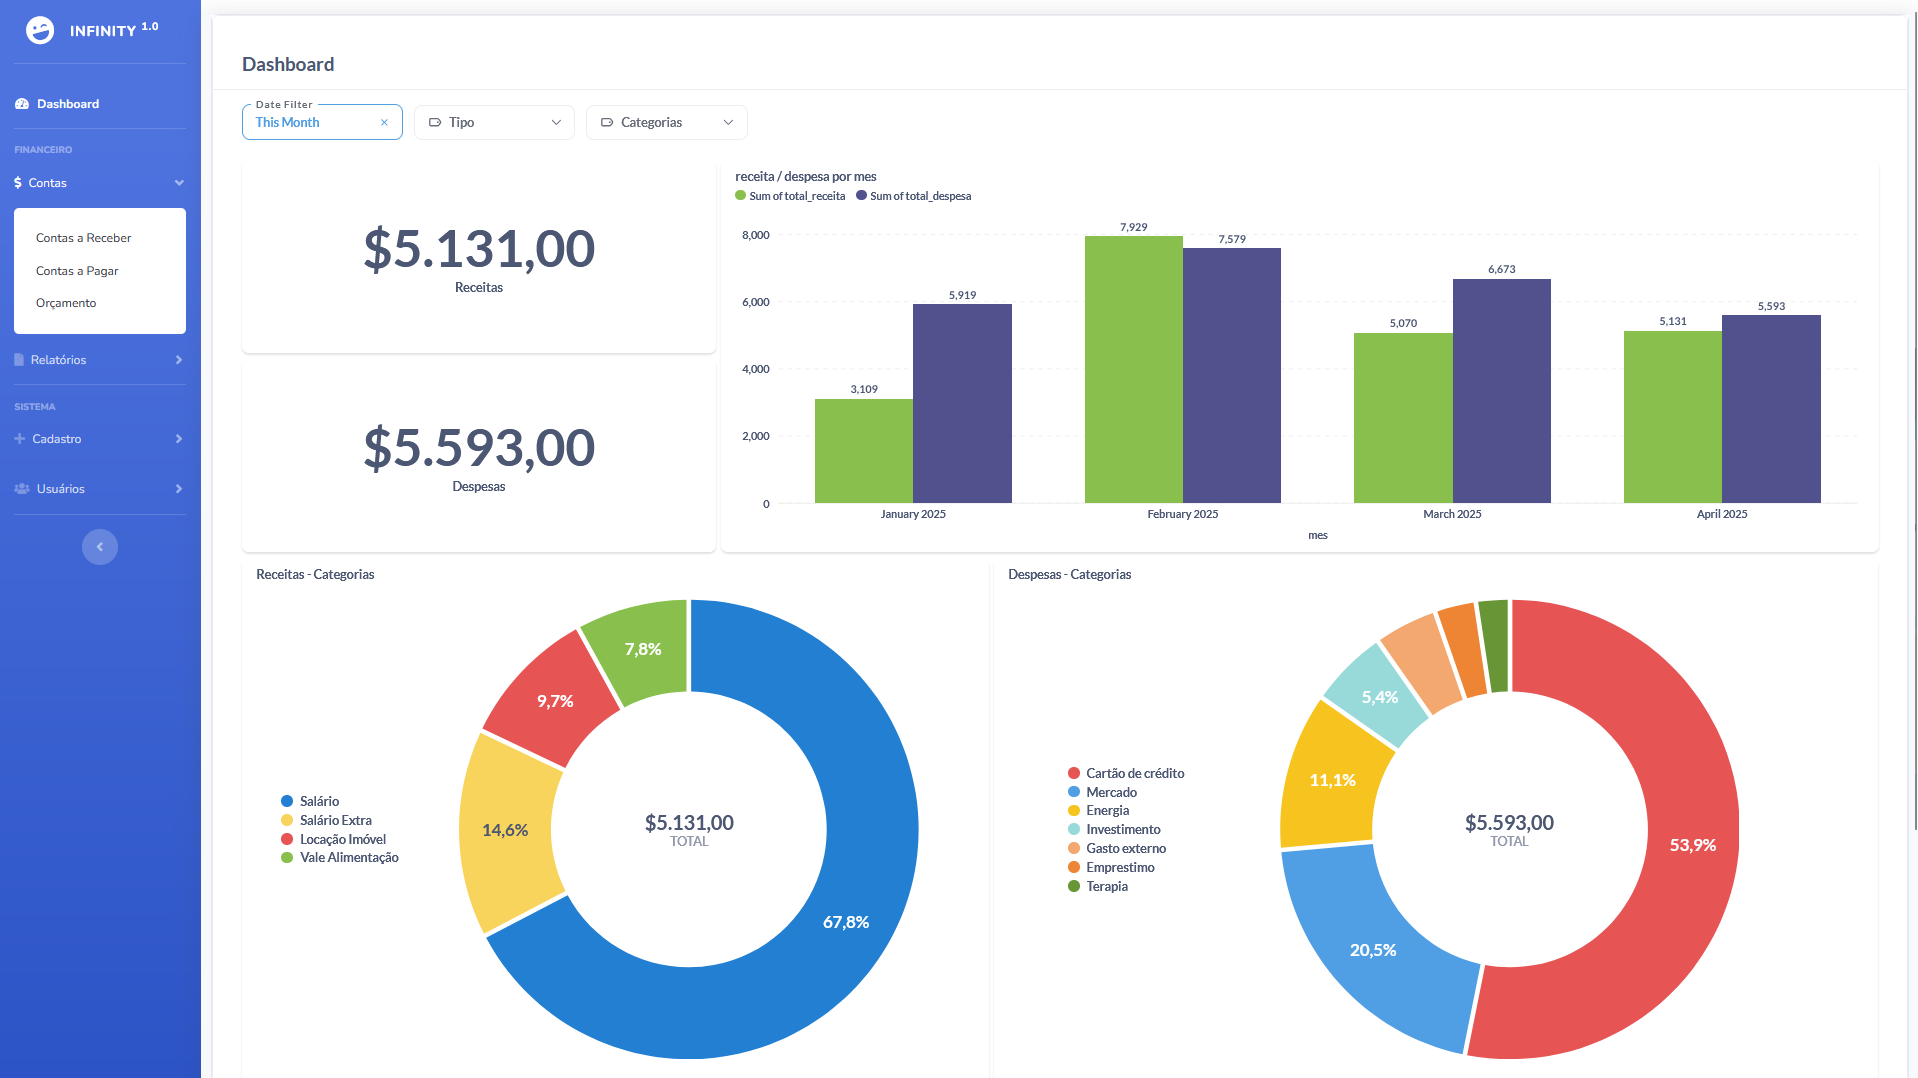 INFINITY 1.0
Dashboard
FINANCEIRO
Contas
Contas a Receber
Contas a Pagar
Orçamento
Relatórios
SISTEMA
Cadastro
Usuários
Dashboard
Date Filter
This Month
Tipo
Categorias
$5.131,00
Receitas
$5.593,00
Despesas
receita / despesa por mes
Sum of total_receita Sum of total_despesa
8,000
6,000
4,000
2,000
0
3,109
5,919
7,929
7,579
5,070
6,673
5,131
5,593
January 2025
February 2025
March 2025
April 2025
mes
Receitas - Categorias
Salário
Salário Extra
Locação Imóvel
Vale Alimentação
7,8%
9,7%
14,6%
67,8%
$5.131,00
TOTAL
Despesas - Categorias
Cartão de crédito
Mercado
Energia
Investimento
Gasto externo
Emprestimo
Terapia
5,4%
11,1%
20,5%
53,9%
$5.593,00
TOTAL